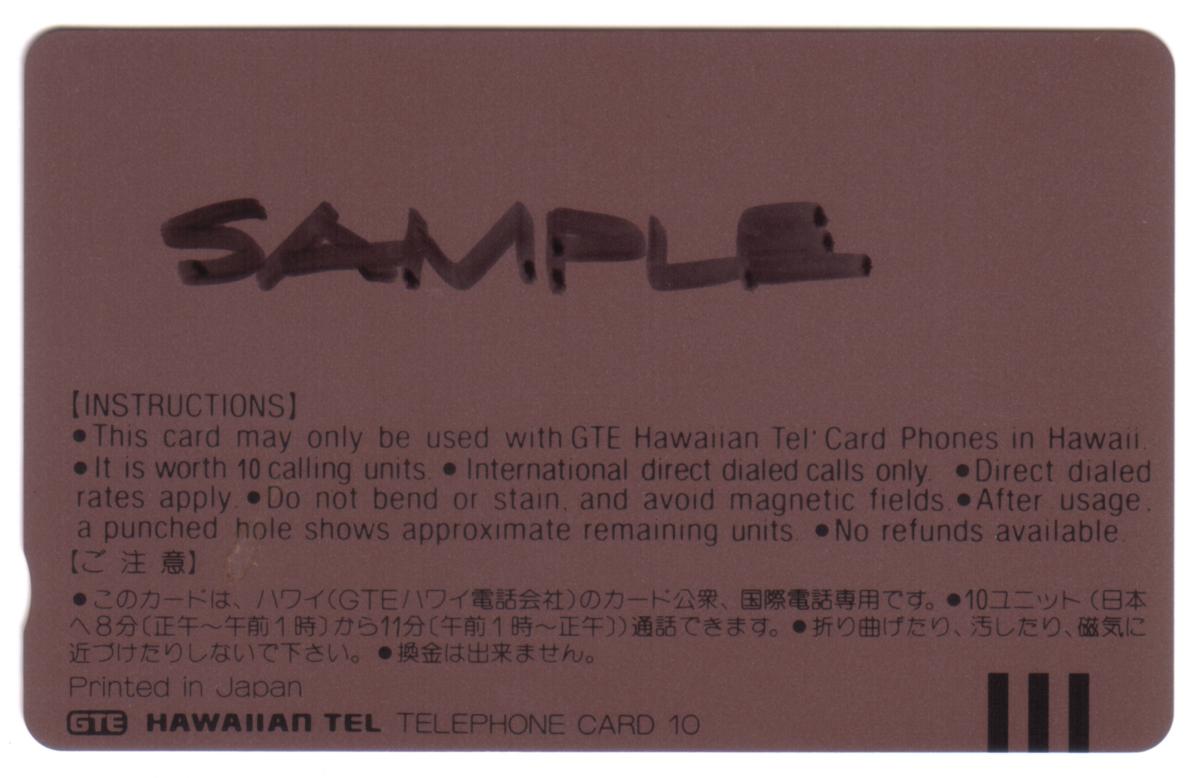 SAMPLE
【INSTRUCTIONS】
●This card may only be used with GTE Hawaiian Tel' Card Phones in Hawaii.
●It is worth 10 calling units. ●International direct dialed calls only. ●Direct dialed
rates apply. ●Do not bend or stain, and avoid magnetic fields. ●After usage,
a punched hole shows approximate remaining units. ●No refunds available.
【ご注意】
●このカードは、ハワイ(GTEハワイ電話会社)のカード公衆、国際電話専用です。●10ユニット(日本
へ8分〔正午〜午前1時〕から11分〔午前1時〜正午〕)通話できます。●折り曲げたり、汚したり、磁気に
近づけたりしないで下さい。●換金は出来ません。
Printed in Japan
GTE HAWAIIAN TEL TELEPHONE CARD 10